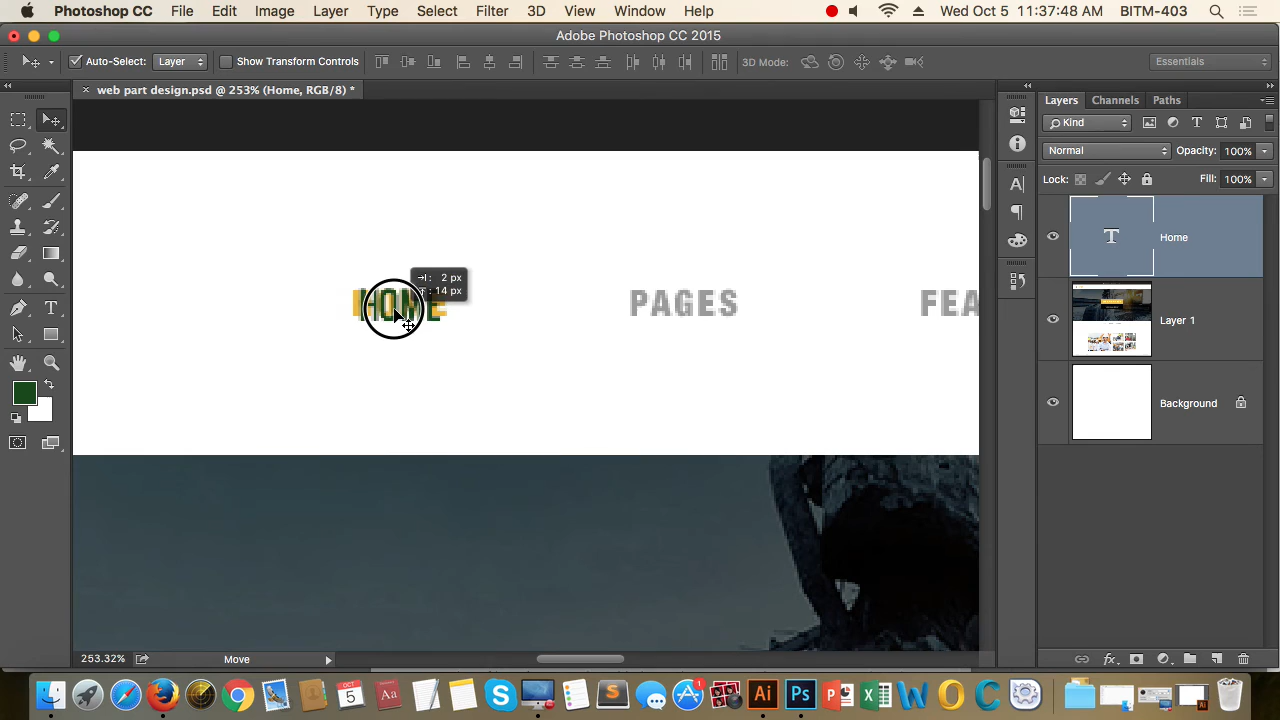 Photoshop CC File Edit Image Layer Type Select Filter 3D View Window Help Wed Oct 5 11:37:48 AM BITM-403
Adobe Photoshop CC 2015
Auto-Select: Layer Show Transform Controls 3D Mode: Essentials
web part design.psd @ 253% (Home, RGB/8) *
Layers Channels Paths
Kind
Normal Opacity: 100%
Lock: Fill: 100%
Home
Layer 1
Background
2 px
14 px
HOME PAGES FEA
253.32% Move